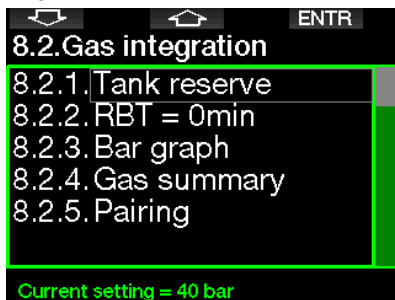 ENTR
8.2.Gas integration
8.2.1. Tank reserve
8.2.2. RBT = 0min
8.2.3. Bar graph
8.2.4. Gas summary
8.2.5. Pairing
Current setting = 40 bar